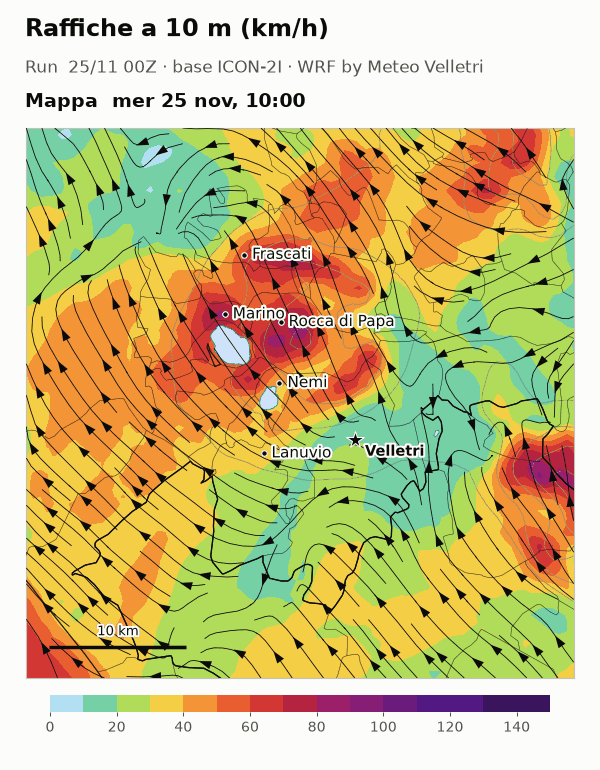 Raffiche a 10 m (km/h)
Run 25/11 00Z · base ICON-2I · WRF by Meteo Velletri
Mappa mer 25 nov, 10:00
Frascati
Marino
Rocca di Papa
Nemi
Velletri
Lanuvio
10 km
0 20 40 60 80 100 120 140